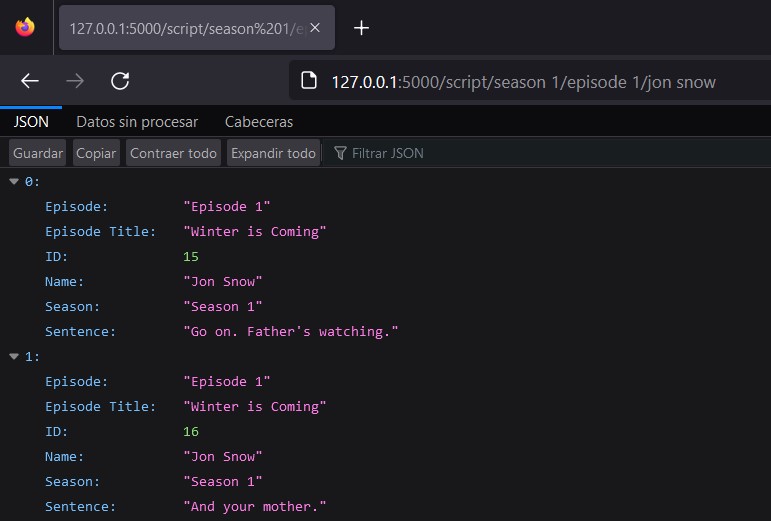 127.0.0.1:5000/script/season%201/e
127.0.0.1:5000/script/season 1/episode 1/jon snow
JSON Datos sin procesar Cabeceras
Guardar Copiar Contraer todo Expandir todo Filtrar JSON
0:
Episode: "Episode 1"
Episode Title: "Winter is Coming"
ID: 15
Name: "Jon Snow"
Season: "Season 1"
Sentence: "Go on. Father's watching."
1:
Episode: "Episode 1"
Episode Title: "Winter is Coming"
ID: 16
Name: "Jon Snow"
Season: "Season 1"
Sentence: "And your mother."